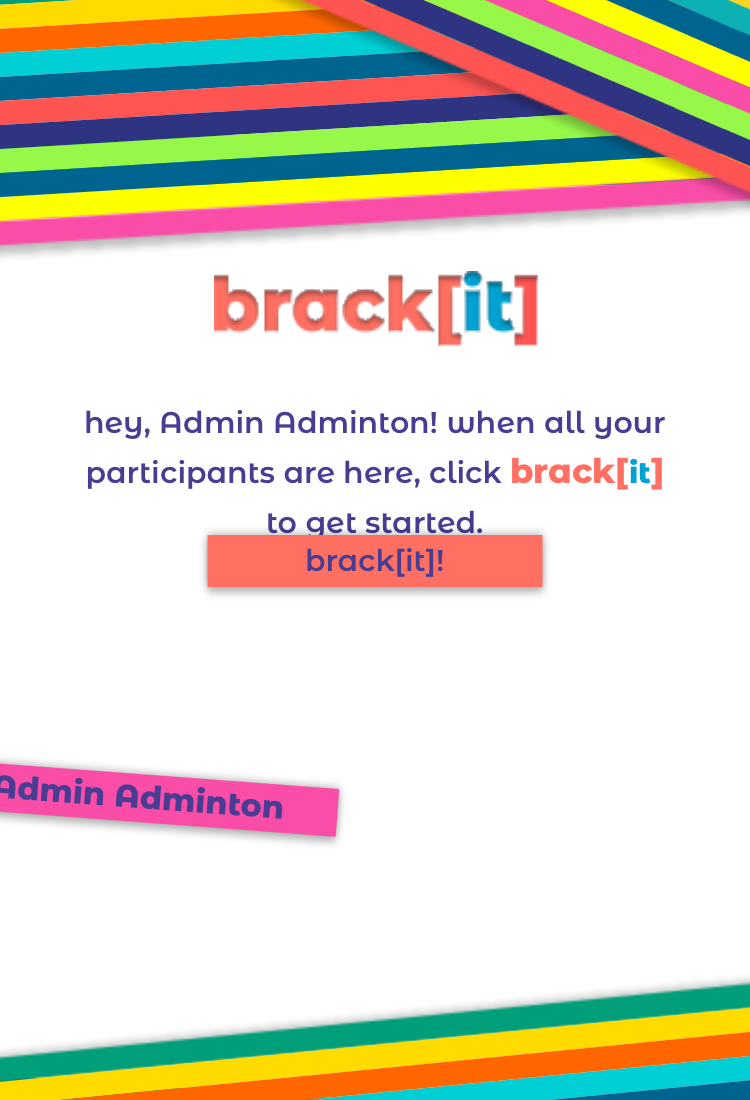 brack[it]
hey, Admin Adminton! when all your
participants are here, click brack[it]
to get started.
brack[it]!
Admin Adminton